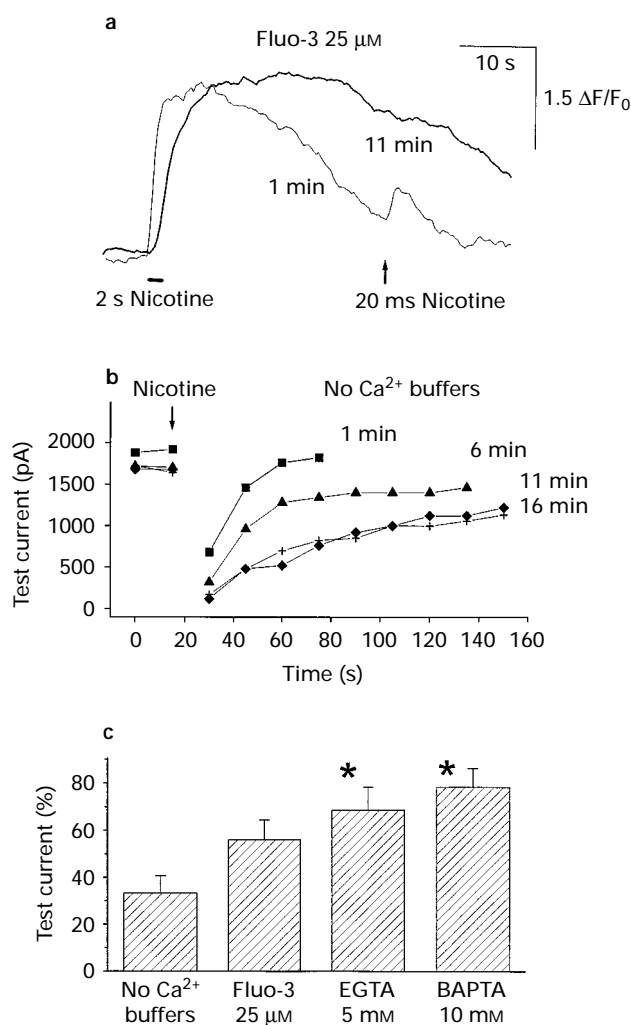 a
Fluo-3 25 μM
10 s
1.5 ΔF/F0
11 min
1 min
2 s Nicotine
20 ms Nicotine
b
Nicotine
No Ca2+ buffers
1 min
6 min
11 min
16 min
2000
1500
1000
500
0
Test current (pA)
0 20 40 60 80 100 120 140 160
Time (s)
c
* *
80
60
40
20
0
Test current (%)
No Ca2+ buffers
Fluo-3 25 μM
EGTA 5 mM
BAPTA 10 mM